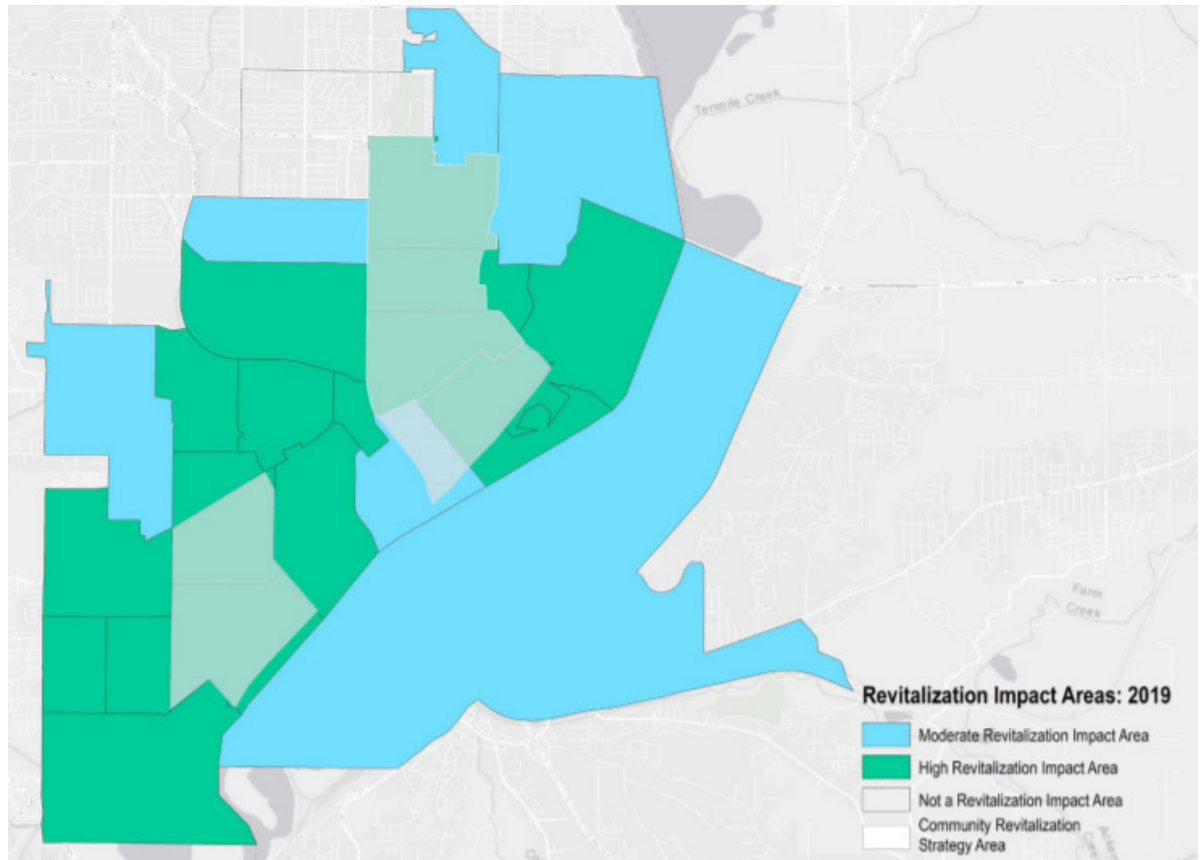 Tenmile Creek
Farm
Creek
Revitalization Impact Areas: 2019
Moderate Revitalization Impact Area
High Revitalization Impact Area
Not a Revitalization Impact Area
Community Revitalization
Strategy Area